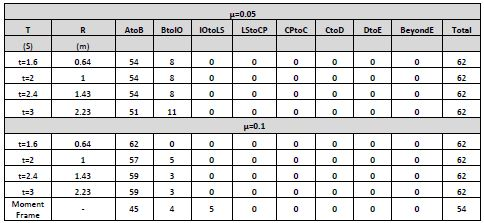 μ=0.05
T R AtoB BtoIO IOtoLS LStoCP CPtoC CtoD DtoE BeyondE Total
(S) (m)
t=1.6 0.64 54 8 0 0 0 0 0 0 62
t=2 1 54 8 0 0 0 0 0 0 62
t=2.4 1.43 54 8 0 0 0 0 0 0 62
t=3 2.23 51 11 0 0 0 0 0 0 62
μ=0.1
t=1.6 0.64 62 0 0 0 0 0 0 0 62
t=2 1 57 5 0 0 0 0 0 0 62
t=2.4 1.43 59 3 0 0 0 0 0 0 62
t=3 2.23 59 3 0 0 0 0 0 0 62
Moment
Frame - 45 4 5 0 0 0 0 0 54